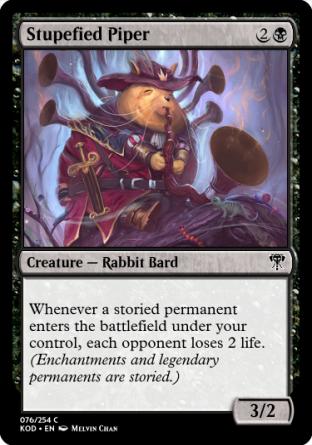 Stupefied Piper 2
Creature — Rabbit Bard
Whenever a storied permanent
enters the battlefield under your
control, each opponent loses 2 life.
(Enchantments and legendary
permanents are storied.)
3/2
076/254 C
KOD • EN Melvin Chan